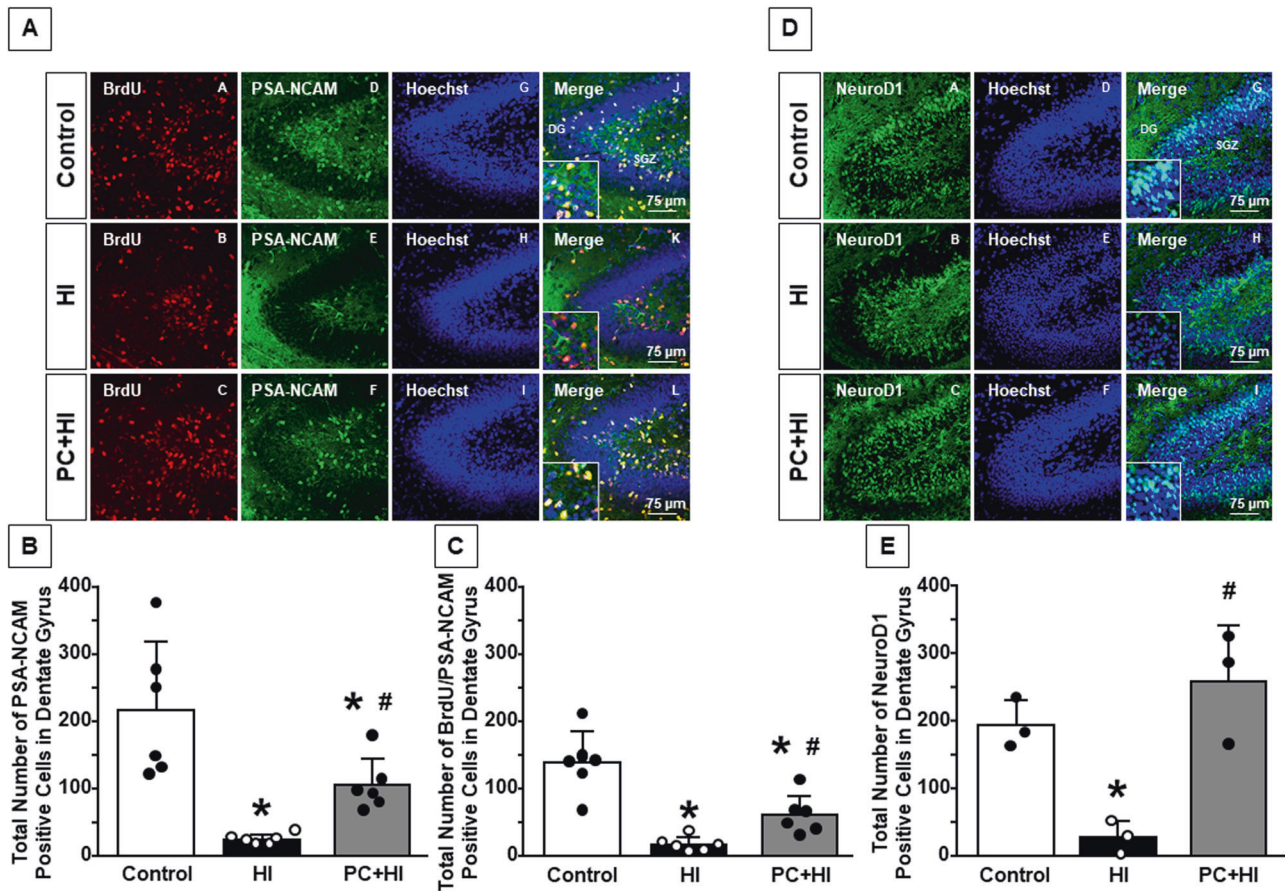 A
D
Control
BrdU A
PSA-NCAM D
Hoechst G
Merge J
DG
SGZ
75 µm
HI
BrdU B
PSA-NCAM E
Hoechst H
Merge K
75 µm
PC+HI
BrdU C
PSA-NCAM F
Hoechst I
Merge L
75 µm
Control
NeuroD1 A
Hoechst D
Merge G
DG
SGZ
75 µm
HI
NeuroD1 B
Hoechst E
Merge H
75 µm
PC+HI
NeuroD1 C
Hoechst F
Merge I
75 µm
B
Total Number of PSA-NCAM
Positive Cells in Dentate Gyrus
400
300
200
100
0
*
* #
Control HI PC+HI
C
Total Number of BrdU/PSA-NCAM
Positive Cells in Dentate Gyrus
400
300
200
100
0
*
* #
Control HI PC+HI
E
Total Number of NeuroD1
Positive Cells in Dentate Gyrus
400
300
200
100
0
*
#
Control HI PC+HI